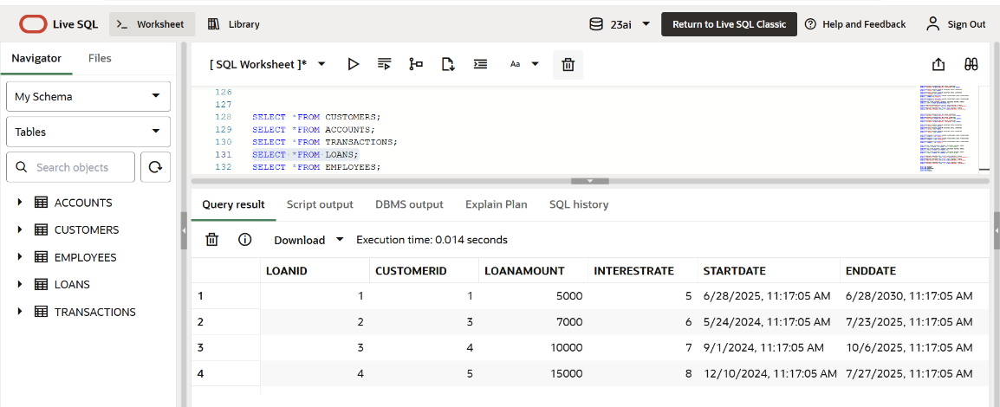 Live SQL
Worksheet
Library
23ai
Return to Live SQL Classic
Help and Feedback
Sign Out
Navigator
Files
My Schema
Tables
Search objects
ACCOUNTS
CUSTOMERS
EMPLOYEES
LOANS
TRANSACTIONS
[ SQL Worksheet ]*
Aa
126
127
128 SELECT *FROM CUSTOMERS;
129 SELECT *FROM ACCOUNTS;
130 SELECT *FROM TRANSACTIONS;
131 SELECT *FROM LOANS;
132 SELECT *FROM EMPLOYEES;
Query result Script output DBMS output Explain Plan SQL history
Download Execution time: 0.014 seconds
LOANID CUSTOMERID LOANAMOUNT INTERESTRATE STARTDATE ENDDATE
1 1 1 5000 5 6/28/2025, 11:17:05 AM 6/28/2030, 11:17:05 AM
2 2 3 7000 6 5/24/2024, 11:17:05 AM 7/23/2025, 11:17:05 AM
3 3 4 10000 7 9/1/2024, 11:17:05 AM 10/6/2025, 11:17:05 AM
4 4 5 15000 8 12/10/2024, 11:17:05 AM 7/27/2025, 11:17:05 AM